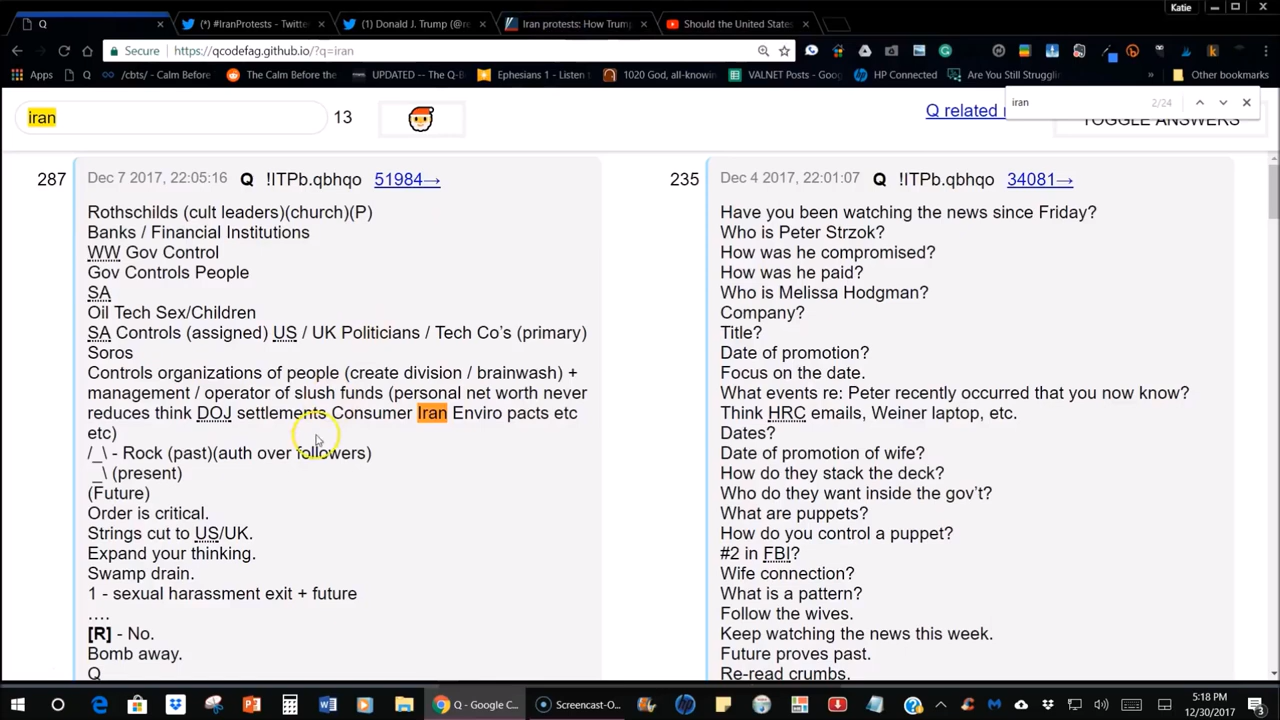 Katie
Q
(*) #IranProtests - Twitter
(1) Donald J. Trump (@re
Iran protests: How Trump
Should the United States
Secure
https://qcodefag.github.io/?q=iran
Apps
Q
/cbts/ - Calm Before
The Calm Before the
UPDATED -- The Q-B
Ephesians 1 - Listen t
1020 God, all-knowin
VALNET Posts - Goog
HP Connected
Are You Still Struggli
»
Other bookmarks
iran
13
Q related
iran
2/24
TOGGLE ANSWERS
287
Dec 7 2017, 22:05:16 Q !ITPb.qbhqo 51984→
Rothschilds (cult leaders)(church)(P)
Banks / Financial Institutions
WW Gov Control
Gov Controls People
SA
Oil Tech Sex/Children
SA Controls (assigned) US / UK Politicians / Tech Co's (primary)
Soros
Controls organizations of people (create division / brainwash) +
management / operator of slush funds (personal net worth never
reduces think DOJ settlements Consumer Iran Enviro pacts etc
etc)
/_\ - Rock (past)(auth over followers)
_\ (present)
(Future)
Order is critical.
Strings cut to US/UK.
Expand your thinking.
Swamp drain.
1 - sexual harassment exit + future
....
[R] - No.
Bomb away.
Q
235
Dec 4 2017, 22:01:07 Q !ITPb.qbhqo 34081→
Have you been watching the news since Friday?
Who is Peter Strzok?
How was he compromised?
How was he paid?
Who is Melissa Hodgman?
Company?
Title?
Date of promotion?
Focus on the date.
What events re: Peter recently occurred that you now know?
Think HRC emails, Weiner laptop, etc.
Dates?
Date of promotion of wife?
How do they stack the deck?
Who do they want inside the gov't?
What are puppets?
How do you control a puppet?
#2 in FBI?
Wife connection?
What is a pattern?
Follow the wives.
Keep watching the news this week.
Future proves past.
Re-read crumbs.
Q - Google C...
Screencast-O...
5:18 PM
12/30/2017